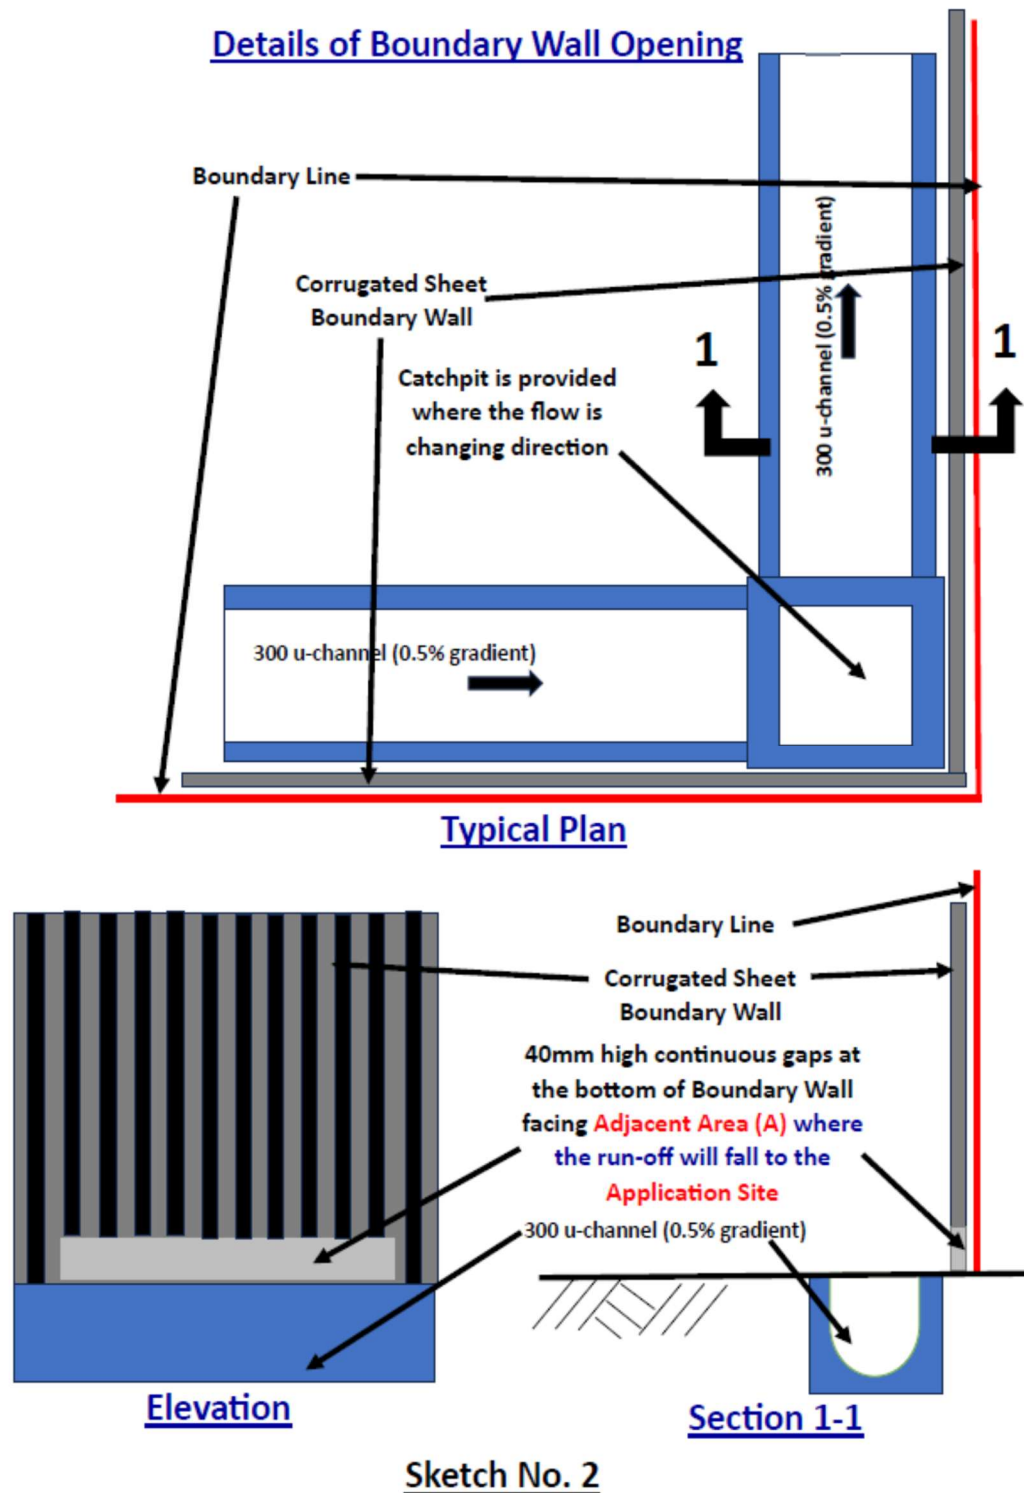 Details of Boundary Wall Opening
Boundary Line
Corrugated Sheet
Boundary Wall
Catchpit is provided
where the flow is
changing direction
300 u-channel (0.5% gradient)
1
1
300 u-channel (0.5% gradient)
Typical Plan
Boundary Line
Corrugated Sheet
Boundary Wall
40mm high continuous gaps at
the bottom of Boundary Wall
facing Adjacent Area (A) where
the run-off will fall to the
Application Site
300 u-channel (0.5% gradient)
Elevation
Section 1-1
Sketch No. 2